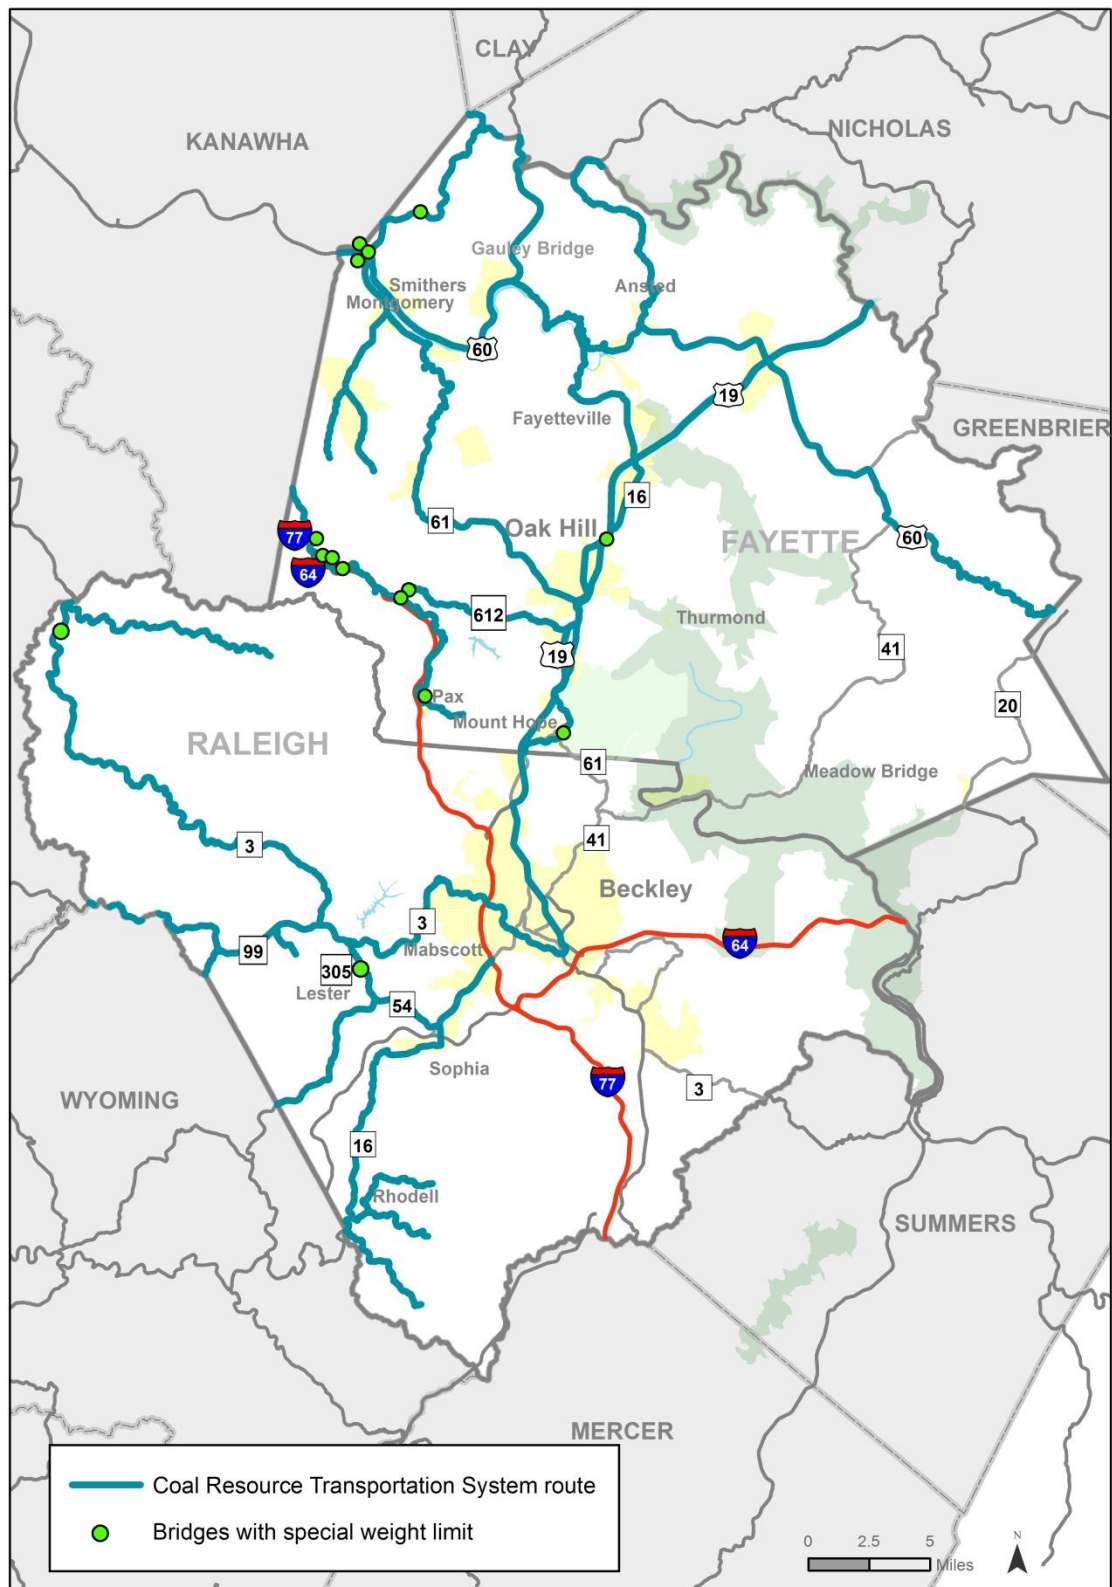 CLAY
KANAWHA
NICHOLAS
Gauley Bridge
Smithers
Ansted
Montgomery
60
19
Fayetteville
GREENBRIER
16
61
Oak Hill
77
FAYETTE
60
64
612
Thurmond
41
19
Pax
20
Mount Hope
RALEIGH
61
Meadow Bridge
41
3
Beckley
3
64
Mabscott
99
305
Lester
54
Sophia
77
3
WYOMING
16
Rhodell
SUMMERS
MERCER
Coal Resource Transportation System route
Bridges with special weight limit
0 2.5 5
Miles
N